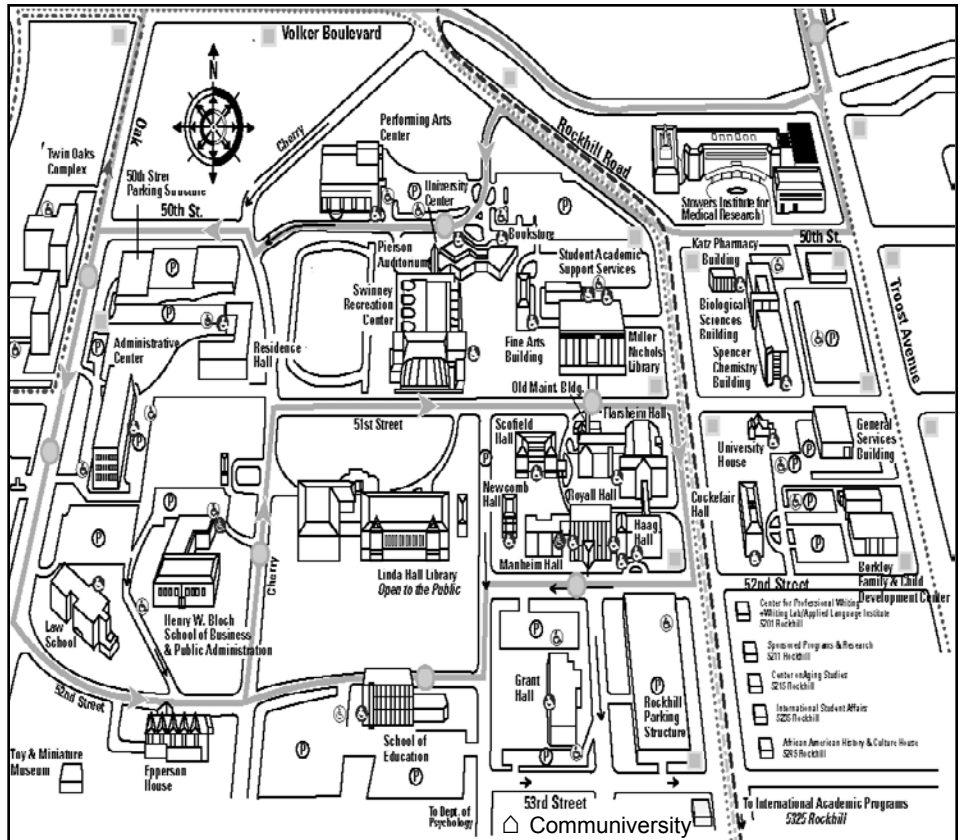 Volker Boulevard
N
Oak
Cherry
Performing Arts
Center
Rockhill Road
'Twin Oaks
Complex
50th Stree
Parking Structure
50th St.
University
Center
Stowers Institute for
Medical Research
Bookstore
50th St.
Pierson
Auditorium
Katz Pharmacy
Building
Student Academic
Support Services
Swinney
Recreation
Center
Biological
Sciences
Building
Troost Avenue
Administrative
Center
Residence
Hall
Fine Arts
Building
Miller
Nichols
Library
Spencer
Chemistry
Building
Old Maint. Bldg.
51st Street
Flarsheim Hall
Scofield
Hall
University
House
General
Services
Building
Newcomb
Hall
Royall Hall
Cockefair
Hall
Haag
Hall
Manheim Hall
Cherry
Linda Hall Library
Open to the Public
52nd Street
Berkley
Family & Child
Development Center
Law
School
Henry W. Bloch
School of Business
& Public Administration
Center for Professional Writing
+Writing Lab/Applied Language Institute
5201 Rockhill
Sponsored Programs & Research
5211 Rockhill
Grant
Hall
Center on Aging Studies
5215 Rockhill
52nd Street
Rockhill
Parking
Structure
International Student Affairs
5235 Rockhill
School of
Education
African American History & Culture House
5245 Rockhill
Toy & Miniature
Museum
Epperson
House
To Dept. of
Psychology
53rd Street
To International Academic Programs
5325 Rockhill
Communiversity